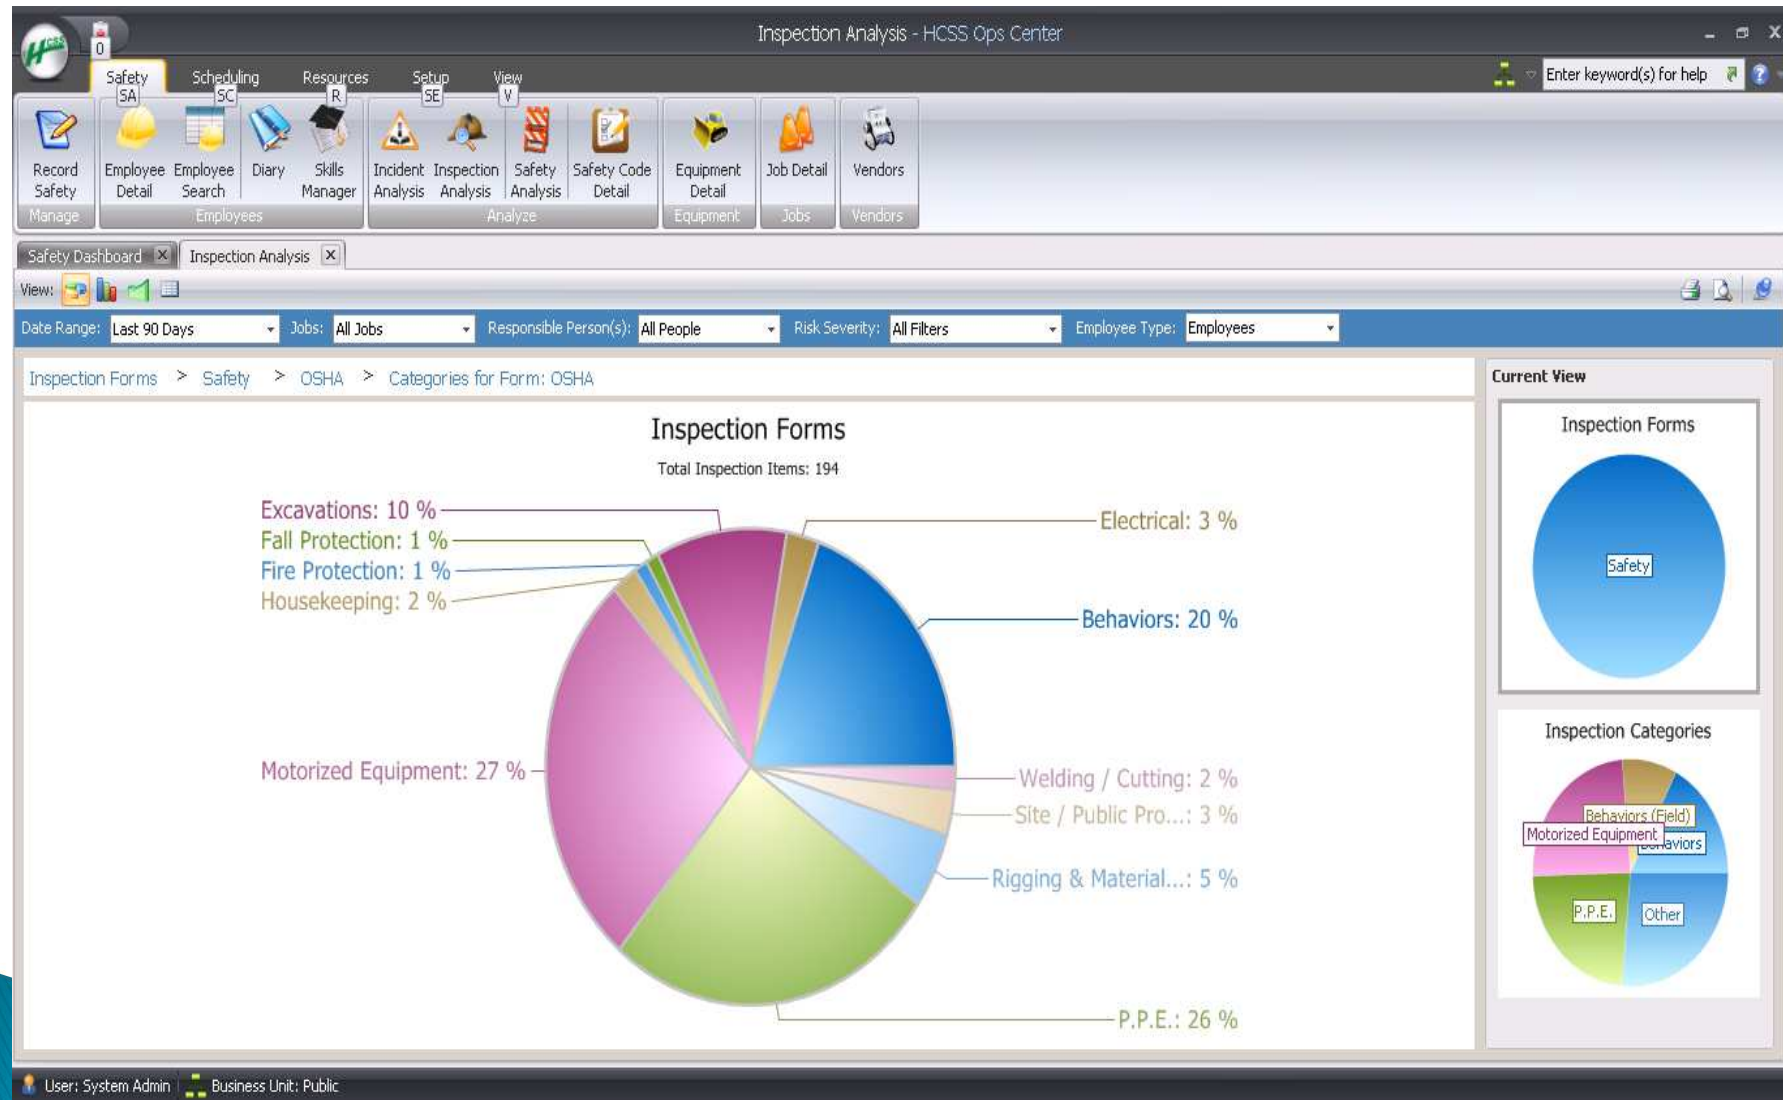 Inspection Analysis - HCSS Ops Center
HCSS
0
Safety Scheduling Resources Setup View
Enter keyword(s) for help
SA SC R SE V
Record Safety
Employee Detail
Employee Search
Diary
Skills Manager
Incident Analysis
Inspection Analysis
Safety Analysis
Safety Code Detail
Equipment Detail
Job Detail
Vendors
Manage Employees Analyze Equipment Jobs Vendors
Safety Dashboard Inspection Analysis
View:
Date Range: Last 90 Days Jobs: All Jobs Responsible Person(s): All People Risk Severity: All Filters Employee Type: Employees
Inspection Forms > Safety > OSHA > Categories for Form: OSHA
Inspection Forms
Total Inspection Items: 194
Excavations: 10 %
Fall Protection: 1 %
Fire Protection: 1 %
Housekeeping: 2 %
Motorized Equipment: 27 %
Electrical: 3 %
Behaviors: 20 %
Welding / Cutting: 2 %
Site / Public Pro...: 3 %
Rigging & Material...: 5 %
P.P.E.: 26 %
Current View
Inspection Forms
Safety
Inspection Categories
Behaviors (Field)
Motorized Equipment
Behaviors
P.P.E.
Other
User: System Admin Business Unit: Public